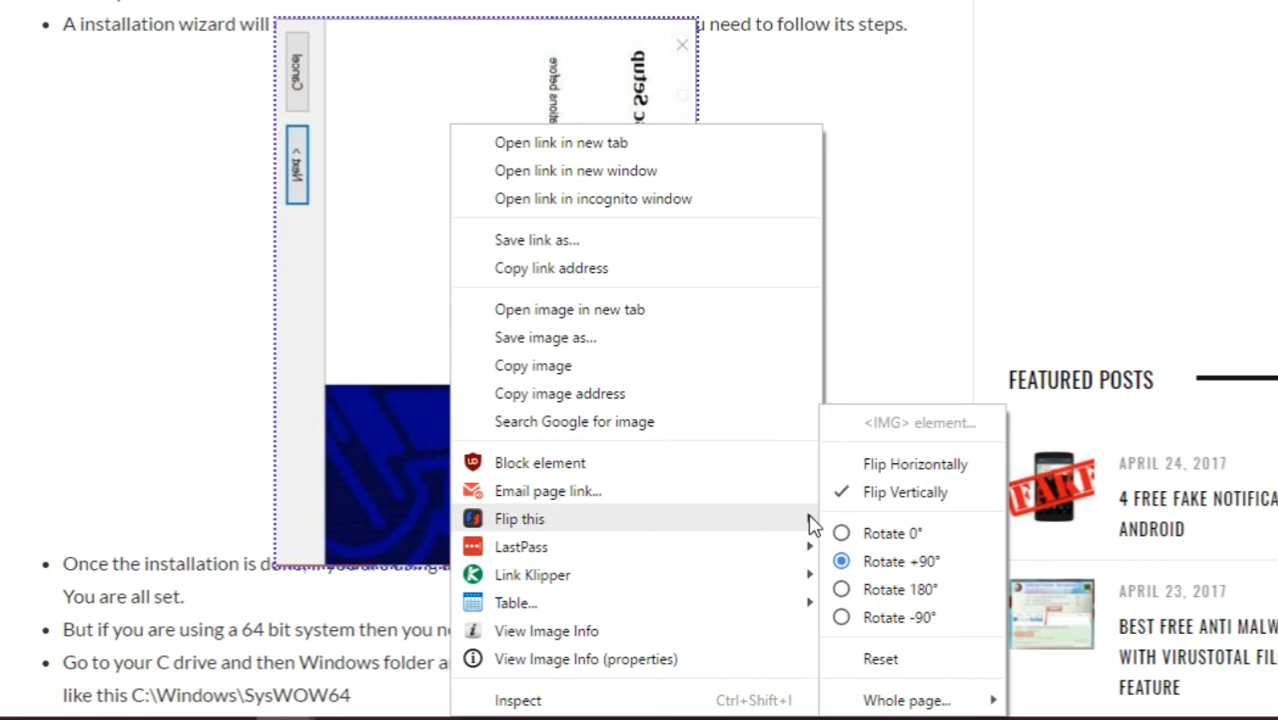 A installation wizard will
u need to follow its steps.
Cancel
Next >
c Setup
ations before
Open link in new tab
Open link in new window
Open link in incognito window
Save link as...
Copy link address
Open image in new tab
Save image as...
Copy image
Copy image address
Search Google for image
Block element
Email page link...
Flip this
LastPass
Link Klipper
Table...
View Image Info
View Image Info (properties)
Inspect Ctrl+Shift+I
<IMG> element...
Flip Horizontally
Flip Vertically
Rotate 0°
Rotate +90°
Rotate 180°
Rotate -90°
Reset
Whole page...
Once the installation is
You are all set.
But if you are using a 64 bit system then you n
Go to your C drive and then Windows folder a
like this C:\Windows\SysWOW64
FEATURED POSTS
FAKE
APRIL 24, 2017
4 FREE FAKE NOTIFICA
ANDROID
APRIL 23, 2017
BEST FREE ANTI MALW
WITH VIRUSTOTAL FIL
FEATURE